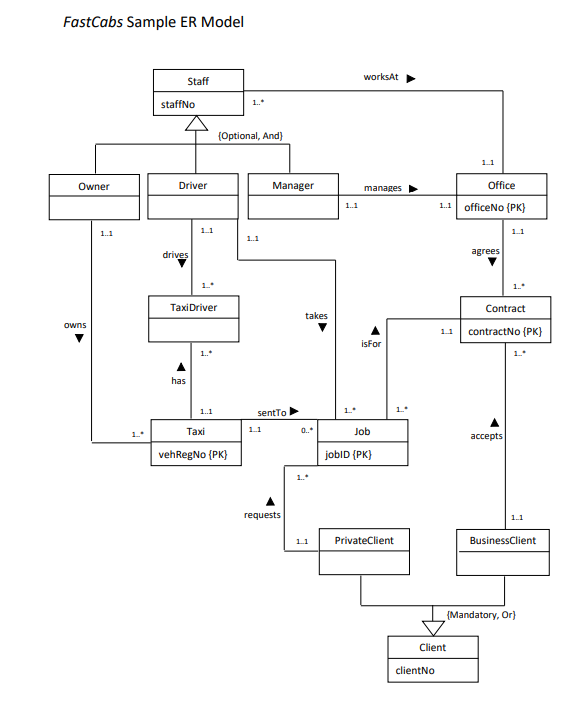 FastCabs Sample ER Model
Staff
staffNo
worksAt
1..*
{Optional, And}
1..1
Owner
Driver
Manager
manages
Office
officeNo {PK}
1..1
1..1
1..1
1..1
1..1
1..1
drives
agrees
1..*
1..*
TaxiDriver
Contract
contractNo {PK}
takes
owns
isFor
1..1
1..*
1..*
has
1..1
sentTo
1..*
1..*
1..*
Taxi
1..1
0..*
Job
vehRegNo {PK}
jobID {PK}
accepts
1..*
requests
1..1
1..1
PrivateClient
BusinessClient
{Mandatory, Or}
Client
clientNo